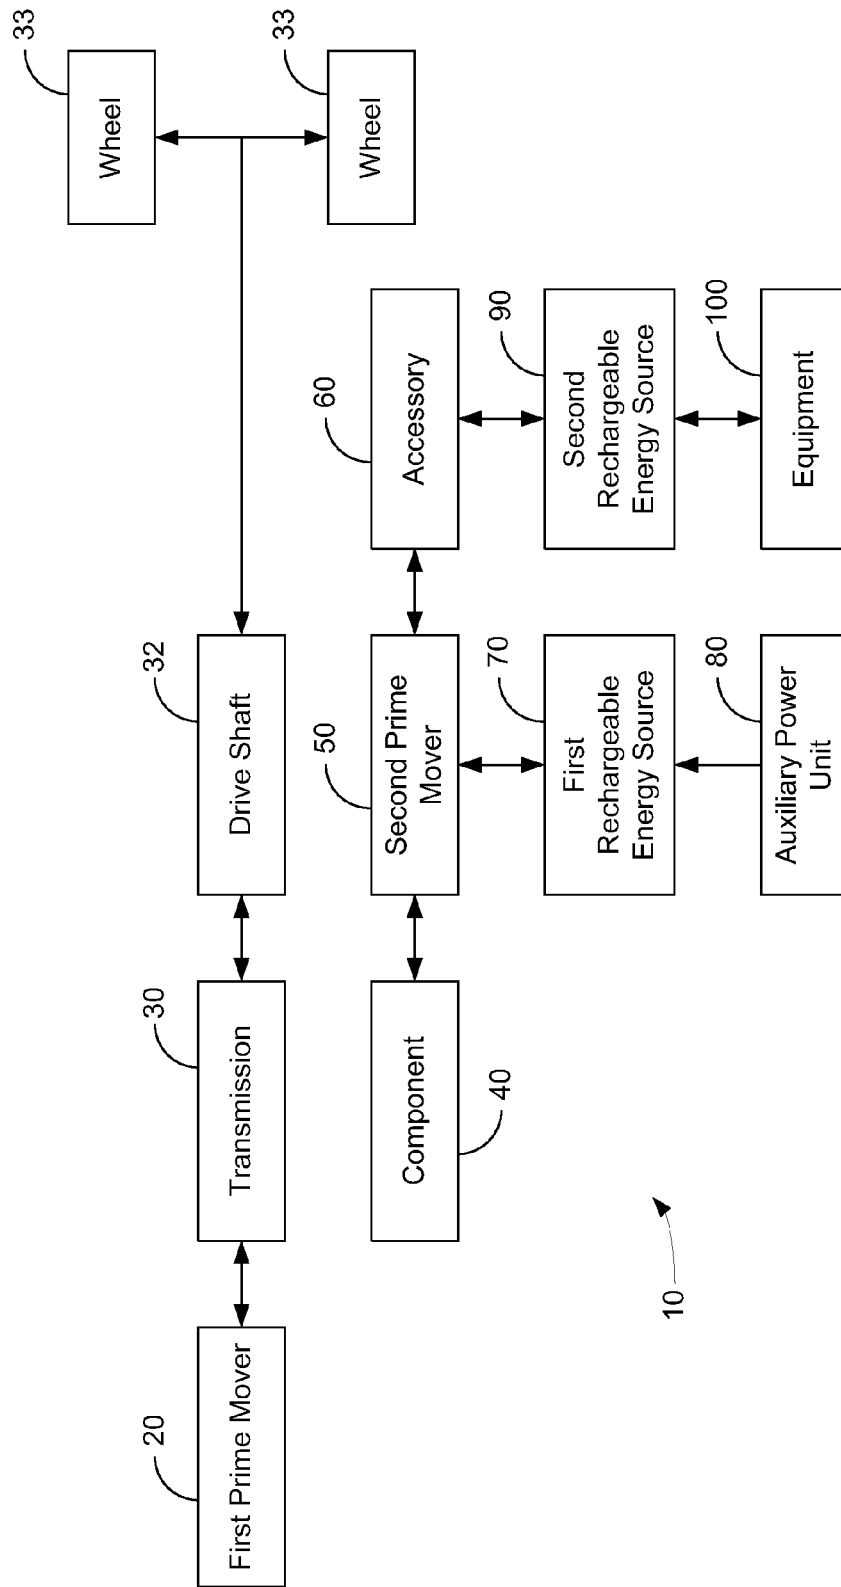 33
Wheel
33
Wheel
20
First Prime Mover
30
Transmission
32
Drive Shaft
40
Component
50
Second Prime
Mover
60
Accessory
70
First
Rechargeable
Energy Source
90
Second
Rechargeable
Energy Source
80
Auxiliary Power
Unit
100
Equipment
10